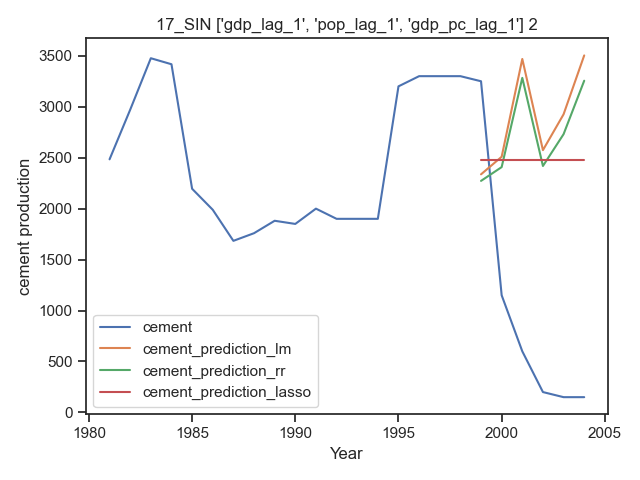 17_SIN ['gdp_lag_1', 'pop_lag_1', 'gdp_pc_lag_1'] 2
3500
3000
2500
2000
1500
1000
500
0
cement production
cement
cement_prediction_lm
cement_prediction_rr
cement_prediction_lasso
1980 1985 1990 1995 2000 2005
Year